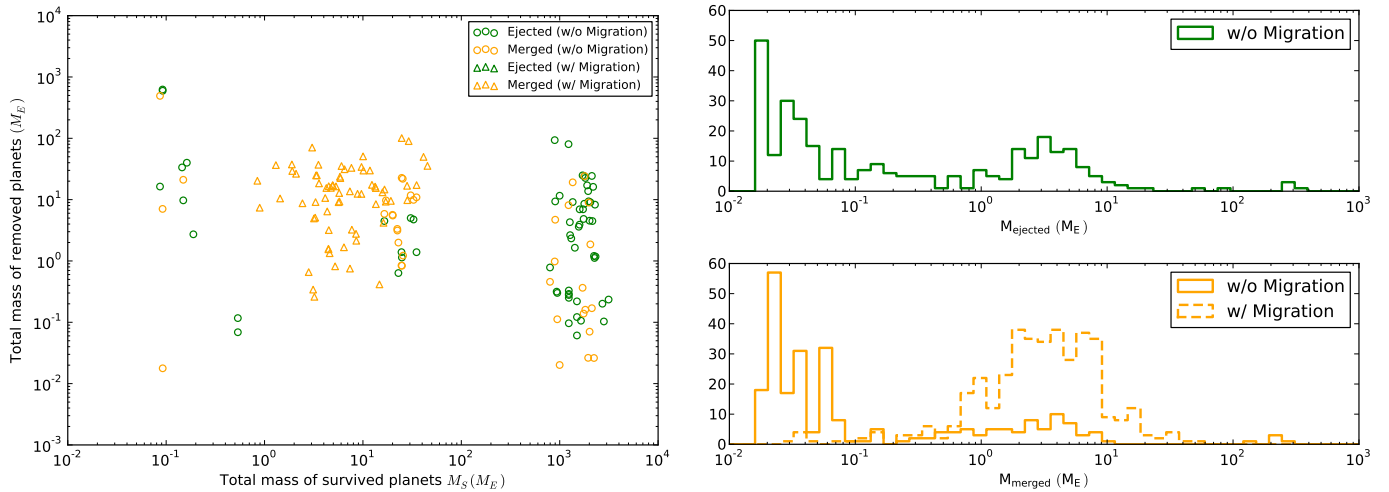 10^4
10^3
10^2
10^1
10^0
10^-1
10^-2
10^-3
Total mass of removed planets (M_E)
10^-2 10^-1 10^0 10^1 10^2 10^3 10^4
Total mass of survived planets M_S(M_E)
Ejected (w/o Migration)
Merged (w/o Migration)
Ejected (w/ Migration)
Merged (w/ Migration)
60
50
40
30
20
10
0
10^-2 10^-1 10^0 10^1 10^2 10^3
M_ejected (M_E)
w/o Migration
60
50
40
30
20
10
0
10^-2 10^-1 10^0 10^1 10^2 10^3
M_merged (M_E)
w/o Migration
w/ Migration